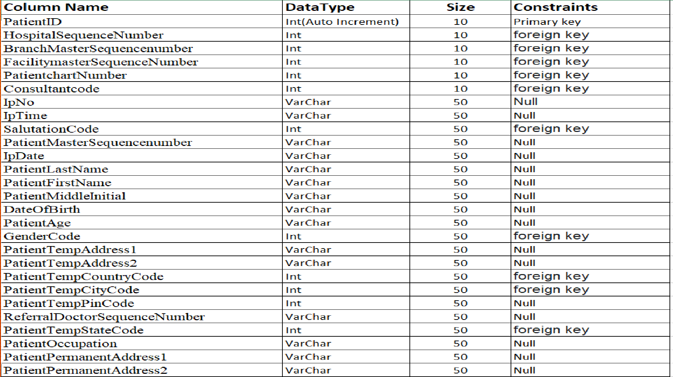 Column Name DataType Size Constraints
PatientID Int(Auto Increment) 10 Primary key
HospitalSequenceNumber Int 10 foreign key
BranchMasterSequencenumber Int 10 foreign key
FacilitymasterSequenceNumber Int 10 foreign key
PatientchartNumber Int 10 foreign key
Consultantcode Int 10 foreign key
IpNo VarChar 50 Null
IpTime VarChar 50 Null
SalutationCode Int 50 foreign key
PatientMasterSequencenumber VarChar 50 Null
IpDate VarChar 50 Null
PatientLastName VarChar 50 Null
PatientFirstName VarChar 50 Null
PatientMiddleInitial VarChar 50 Null
DateOfBirth VarChar 50 Null
PatientAge VarChar 50 Null
GenderCode Int 50 foreign key
PatientTempAddress1 VarChar 50 Null
PatientTempAddress2 VarChar 50 Null
PatientTempCountryCode Int 50 foreign key
PatientTempCityCode Int 50 foreign key
PatientTempPinCode VarChar 50 Null
ReferralDoctorSequenceNumber VarChar 50 Null
PatientTempStateCode Int 50 foreign key
PatientOccupation VarChar 50 Null
PatientPermanentAddress1 VarChar 50 Null
PatientPermanentAddress2 VarChar 50 Null